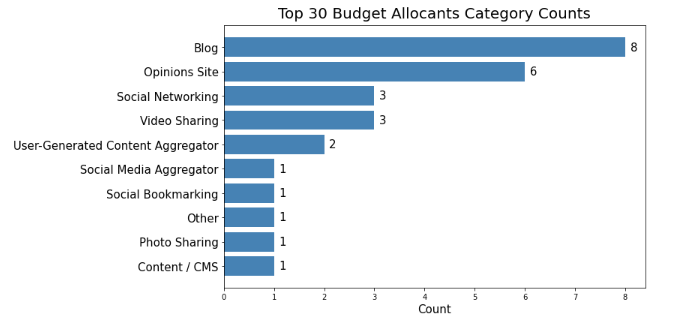 Top 30 Budget Allocants Category Counts
Blog 8
Opinions Site 6
Social Networking 3
Video Sharing 3
User-Generated Content Aggregator 2
Social Media Aggregator 1
Social Bookmarking 1
Other 1
Photo Sharing 1
Content / CMS 1
0 1 2 3 4 5 6 7 8
Count